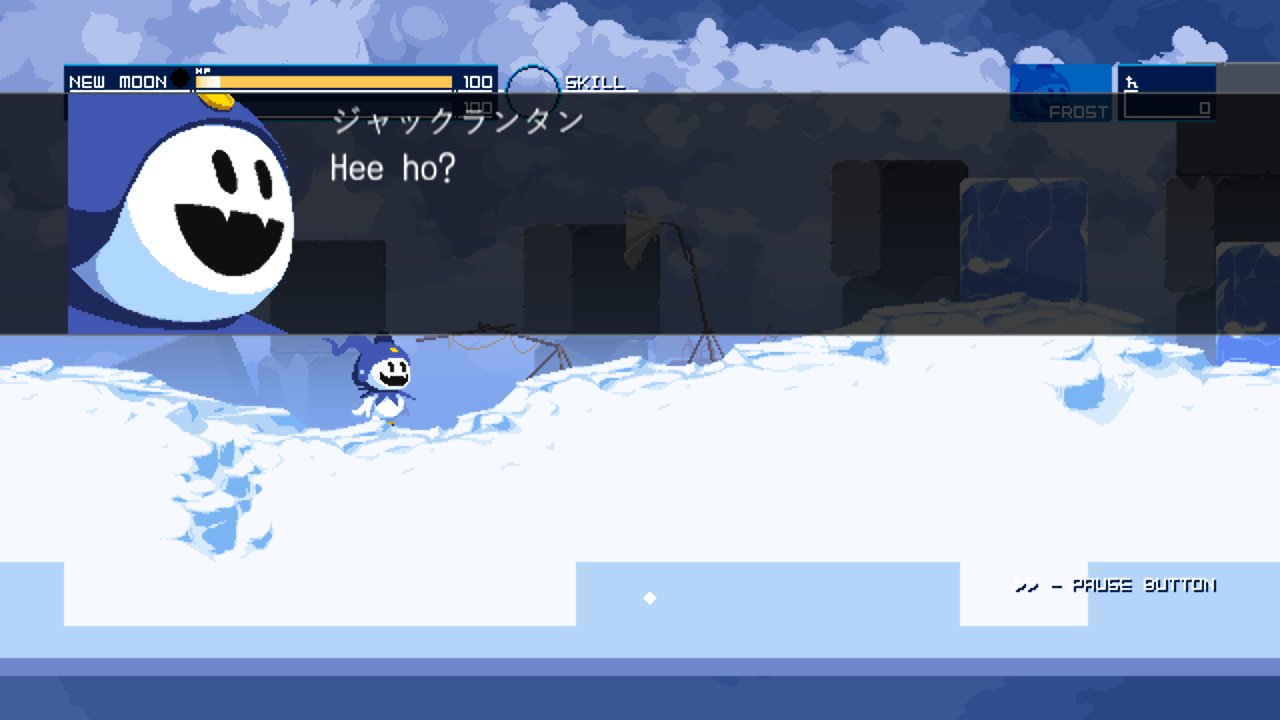 NEW MOON
HP
100
SKILL
100
FROST
♄
0
ジャックランタン
Hee ho?
>> - PAUSE BUTTON